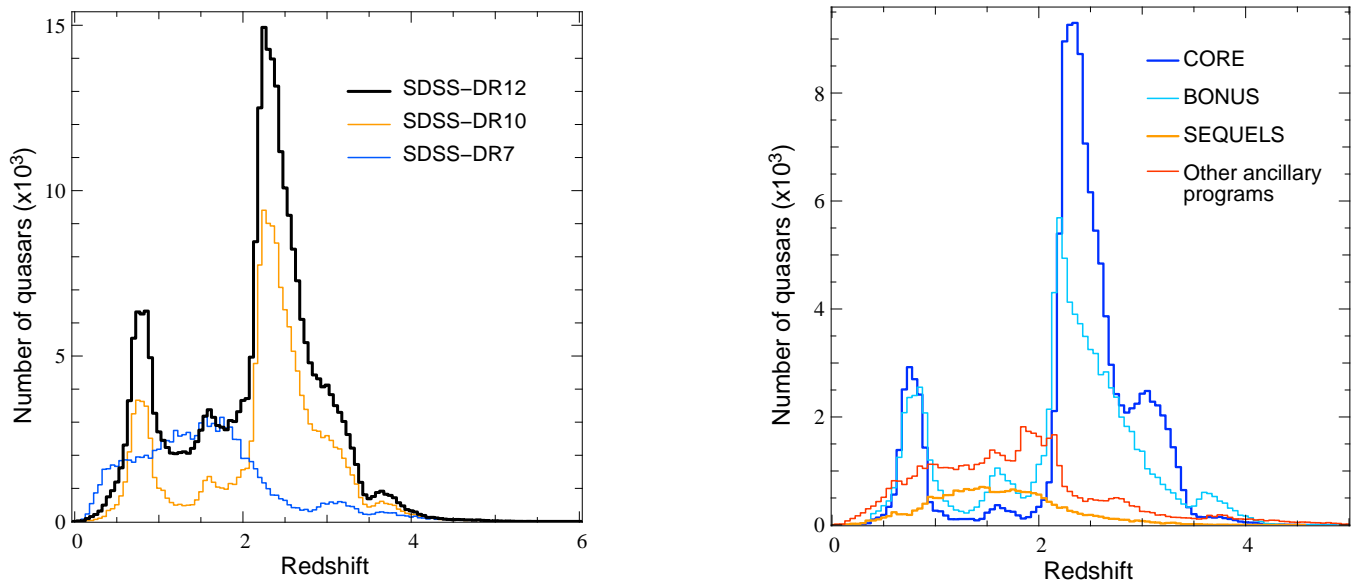 15
10
5
0
Number of quasars (x10³)
SDSS−DR12
SDSS−DR10
SDSS−DR7
0
2
4
6
Redshift
8
6
4
2
0
Number of quasars (x10³)
CORE
BONUS
SEQUELS
Other ancillary
programs
0
2
4
Redshift